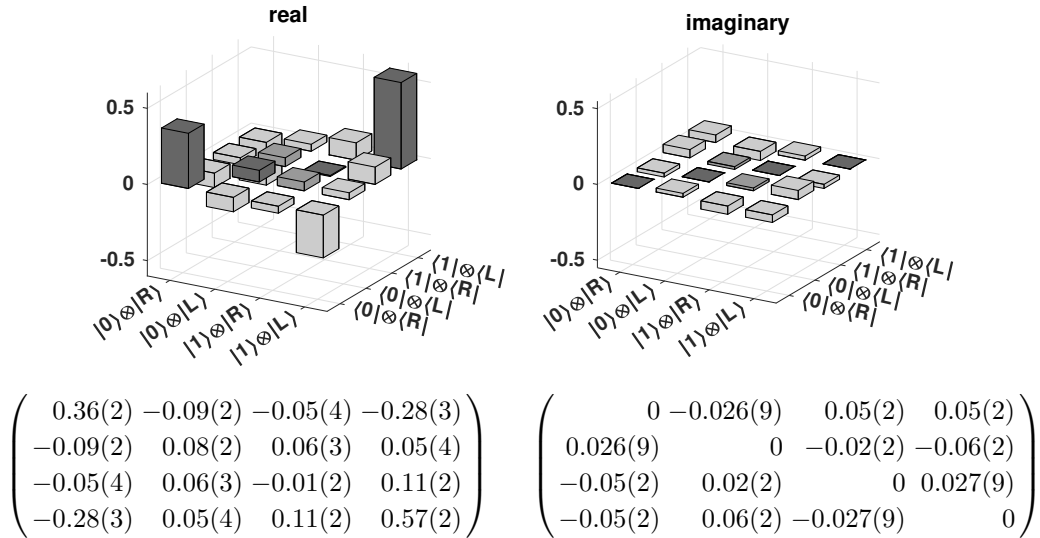 real
imaginary
0.5
0
-0.5
|0⟩⊗|R⟩
|0⟩⊗|L⟩
|1⟩⊗|R⟩
|1⟩⊗|L⟩
⟨0|⊗⟨R|
⟨0|⊗⟨L|
⟨1|⊗⟨R|
⟨1|⊗⟨L|
0.5
0
-0.5
|0⟩⊗|R⟩
|0⟩⊗|L⟩
|1⟩⊗|R⟩
|1⟩⊗|L⟩
⟨0|⊗⟨R|
⟨0|⊗⟨L|
⟨1|⊗⟨R|
⟨1|⊗⟨L|
0.36(2) −0.09(2) −0.05(4) −0.28(3)
−0.09(2) 0.08(2) 0.06(3) 0.05(4)
−0.05(4) 0.06(3) −0.01(2) 0.11(2)
−0.28(3) 0.05(4) 0.11(2) 0.57(2)
0 −0.026(9) 0.05(2) 0.05(2)
0.026(9) 0 −0.02(2) −0.06(2)
−0.05(2) 0.02(2) 0 0.027(9)
−0.05(2) 0.06(2) −0.027(9) 0